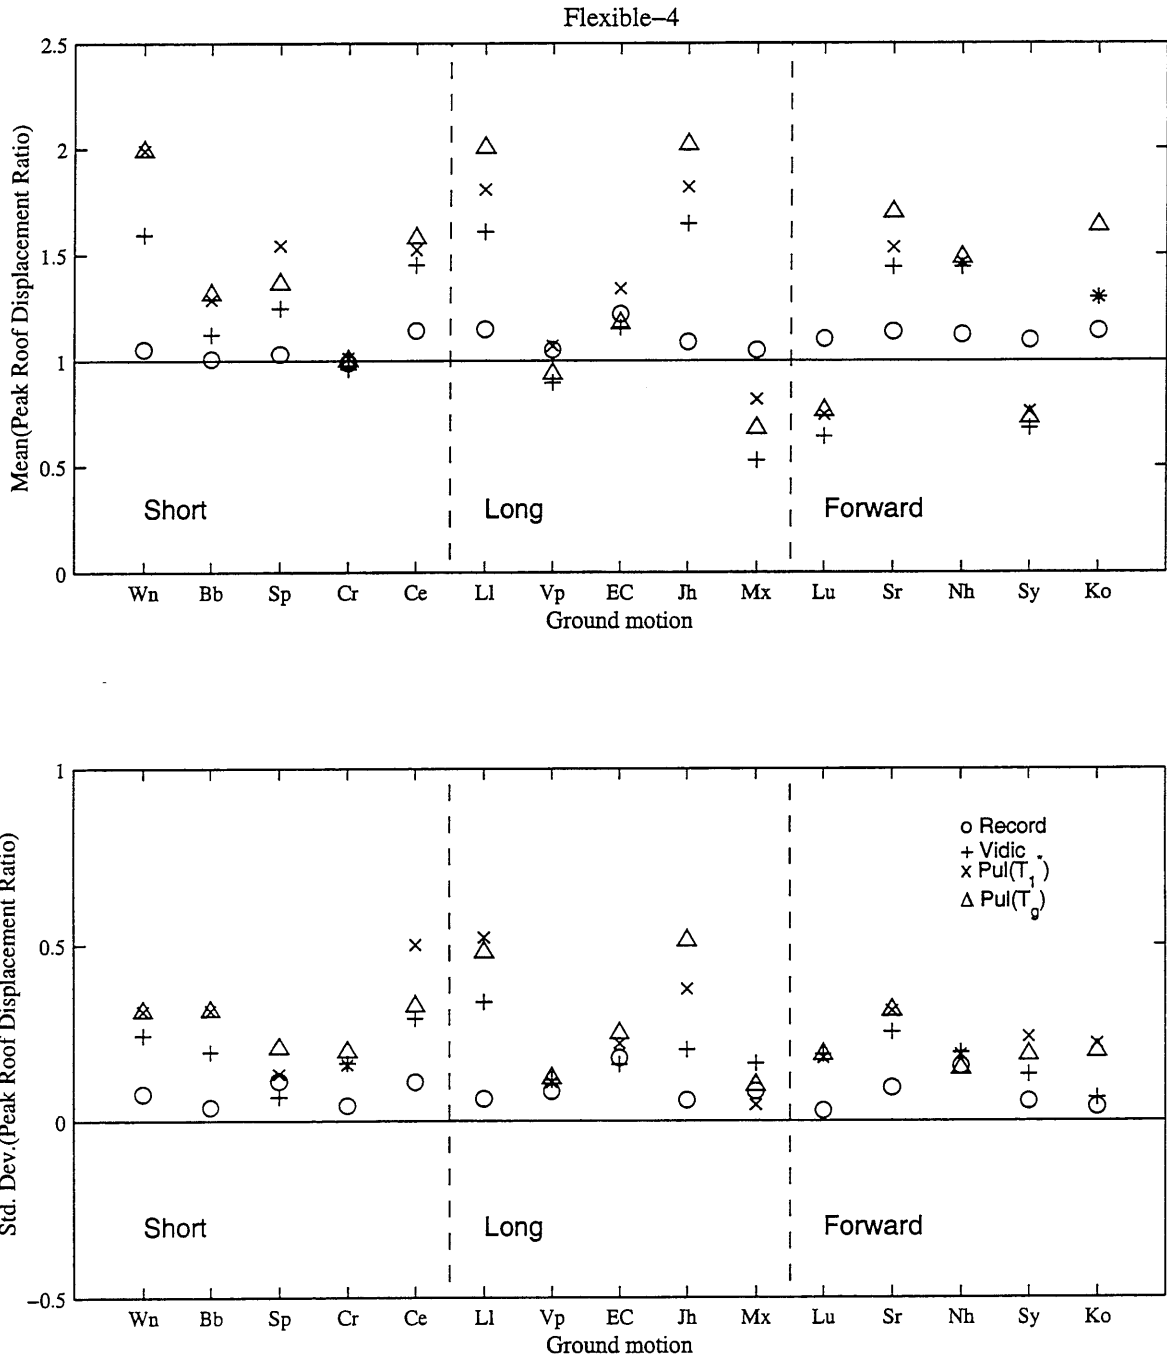 Flexible–4
Mean(Peak Roof Displacement Ratio)
2.5
2
1.5
1
0.5
0
Short
Long
Forward
Wn Bb Sp Cr Ce Ll Vp EC Jh Mx Lu Sr Nh Sy Ko
Ground motion
Std. Dev.(Peak Roof Displacement Ratio)
1
0.5
0
−0.5
o Record
+ Vidic
x Pul(T1*)
Δ Pul(Tg)
Short
Long
Forward
Wn Bb Sp Cr Ce Ll Vp EC Jh Mx Lu Sr Nh Sy Ko
Ground motion